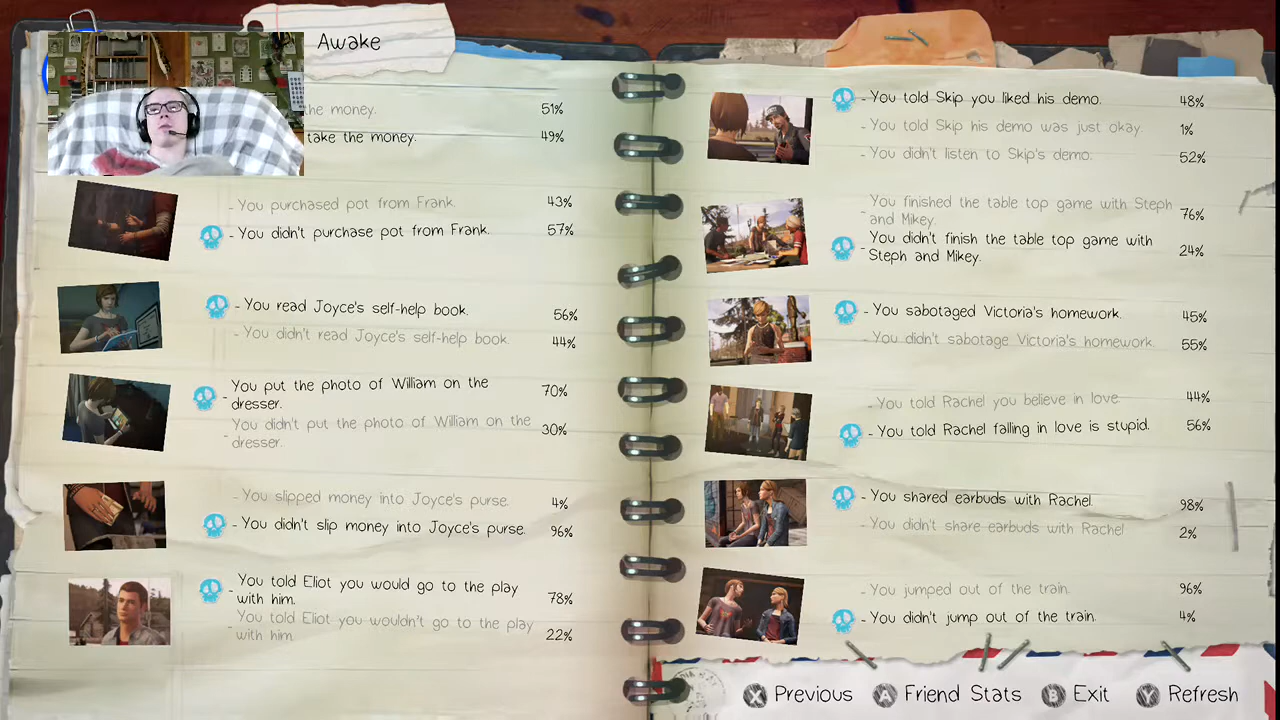 Awake
the money. 51%
take the money. 49%
- You purchased pot from Frank. 43%
- You didn't purchase pot from Frank. 57%
- You read Joyce's self-help book. 56%
- You didn't read Joyce's self-help book. 44%
- You put the photo of William on the
dresser. 70%
- You didn't put the photo of William on the
dresser. 30%
- You slipped money into Joyce's purse. 4%
- You didn't slip money into Joyce's purse. 96%
- You told Eliot you would go to the play
with him. 78%
- You told Eliot you wouldn't go to the play
with him. 22%
- You told Skip you liked his demo. 48%
- You told Skip his demo was just okay. 1%
- You didn't listen to Skip's demo. 52%
- You finished the table top game with Steph
and Mikey. 76%
- You didn't finish the table top game with
Steph and Mikey. 24%
- You sabotaged Victoria's homework. 45%
- You didn't sabotage Victoria's homework. 55%
- You told Rachel you believe in love. 44%
- You told Rachel falling in love is stupid. 56%
- You shared earbuds with Rachel. 98%
- You didn't share earbuds with Rachel 2%
- You jumped out of the train. 96%
- You didn't jump out of the train. 4%
X Previous A Friend Stats B Exit Y Refresh